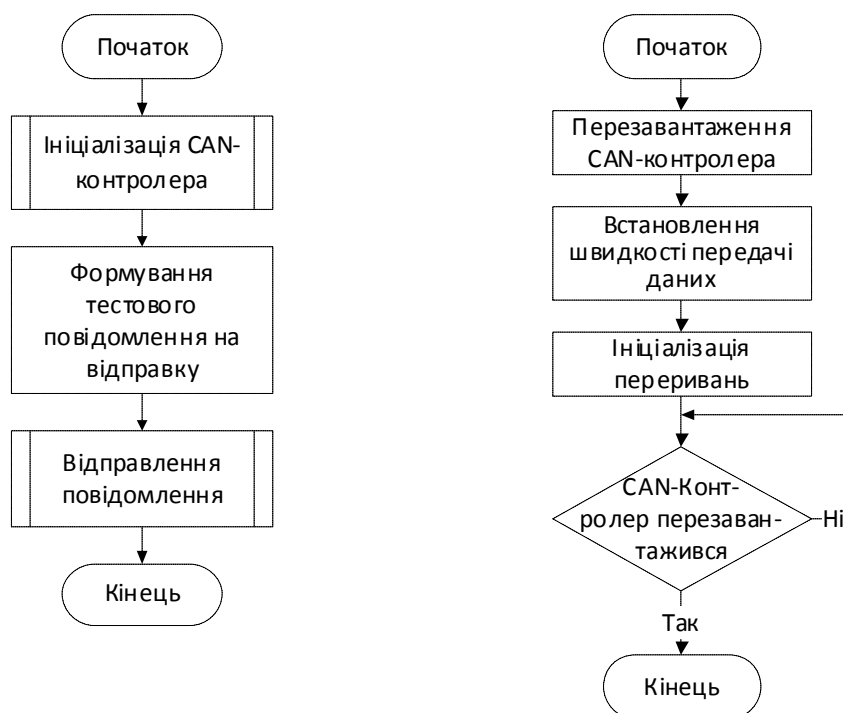 Початок
Ініціалізація CAN-
контролера
Формування
тестового
повідомлення на
відправку
Відправлення
повідомлення
Кінець
Початок
Перезавантаження
CAN-контролера
Встановлення
швидкості передачі
даних
Ініціалізація
переривань
CAN-Конт-
ролер перезаван-
тажився
Ні
Так
Кінець